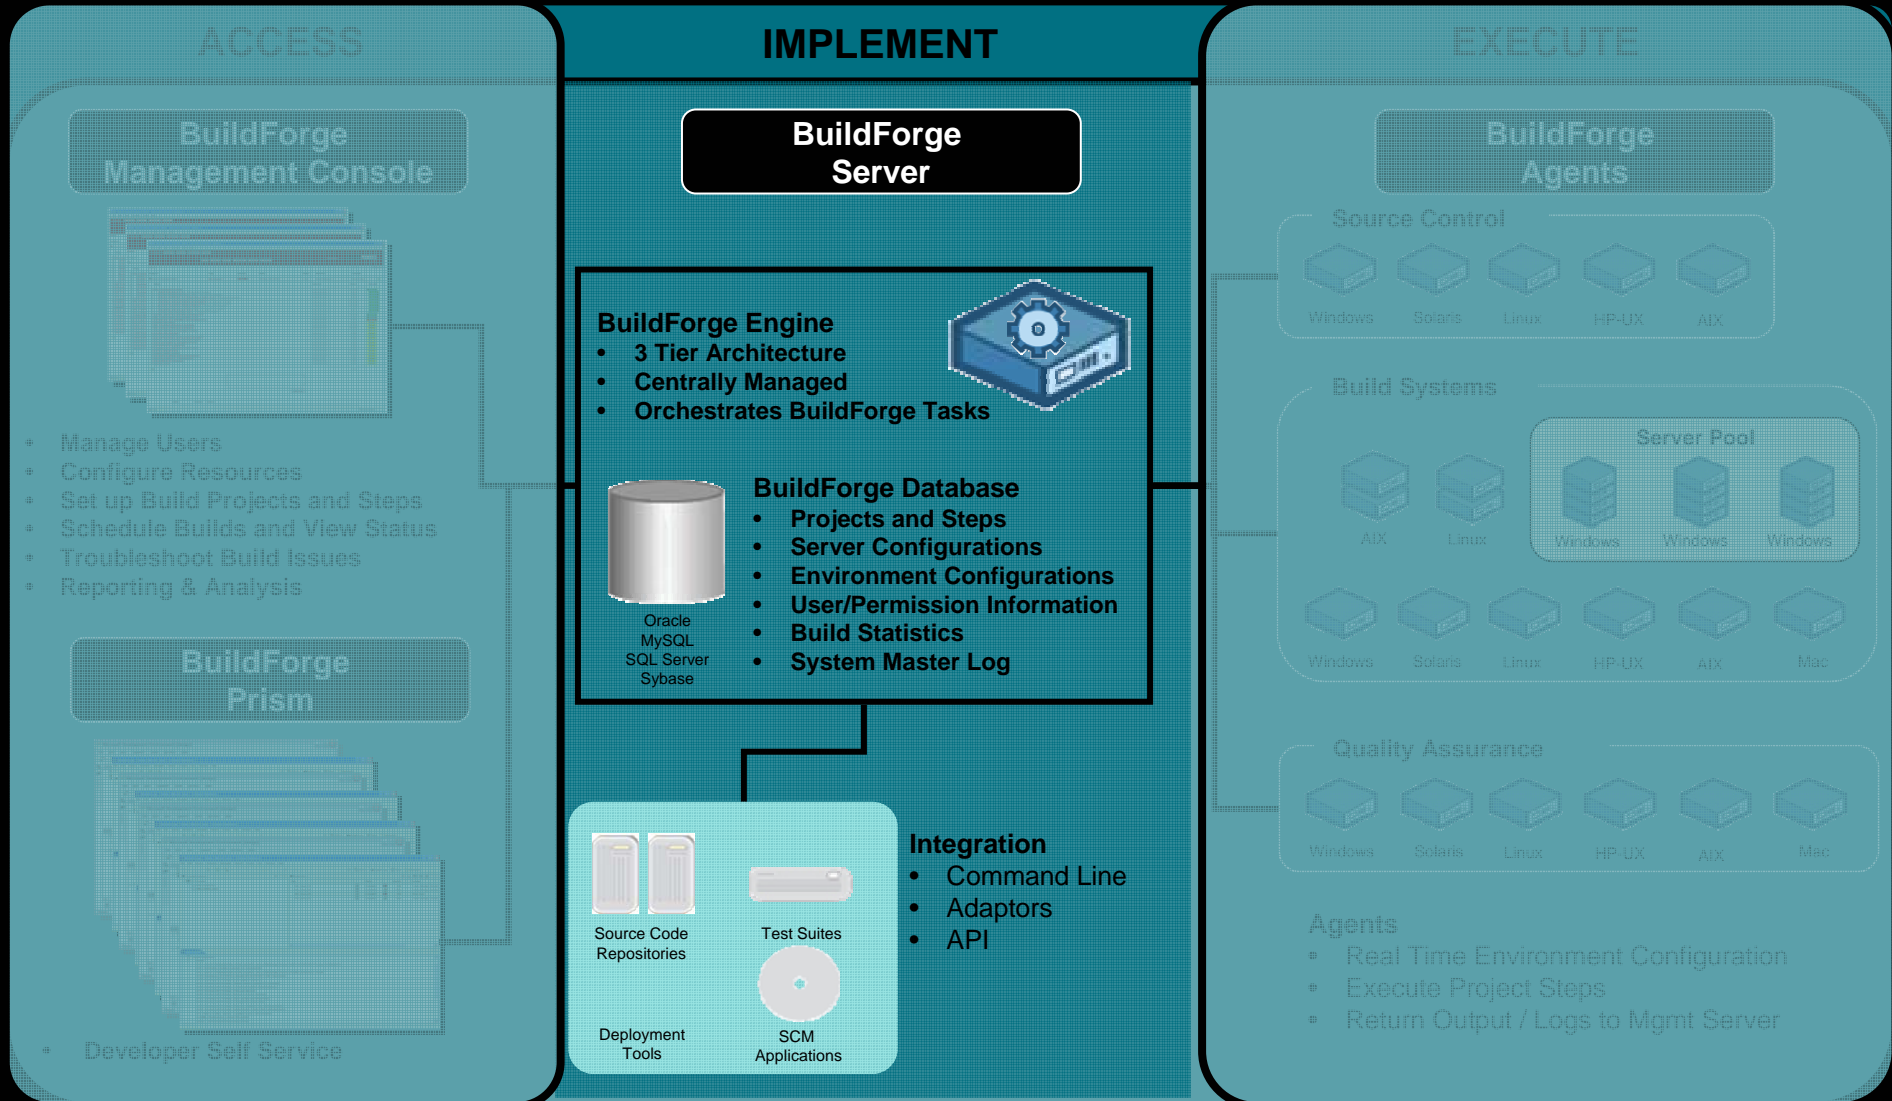 ACCESS
BuildForge
Management Console
• Manage Users
• Configure Resources
• Set up Build Projects and Steps
• Schedule Builds and View Status
• Troubleshoot Build Issues
• Reporting & Analysis
BuildForge
Prism
• Developer Self Service
IMPLEMENT
BuildForge
Server
BuildForge Engine
• 3 Tier Architecture
• Centrally Managed
• Orchestrates BuildForge Tasks
Oracle
MySQL
SQL Server
Sybase
BuildForge Database
• Projects and Steps
• Server Configurations
• Environment Configurations
• User/Permission Information
• Build Statistics
• System Master Log
Source Code
Repositories
Test Suites
Deployment
Tools
SCM
Applications
Integration
• Command Line
• Adaptors
• API
EXECUTE
BuildForge
Agents
Source Control
Windows Solaris Linux HP-UX AIX
Build Systems
Server Pool
AIX Linux Windows Windows Windows
Windows Solaris Linux HP-UX AIX Mac
Quality Assurance
Windows Solaris Linux HP-UX AIX Mac
Agents
• Real Time Environment Configuration
• Execute Project Steps
• Return Output / Logs to Mgmt Server